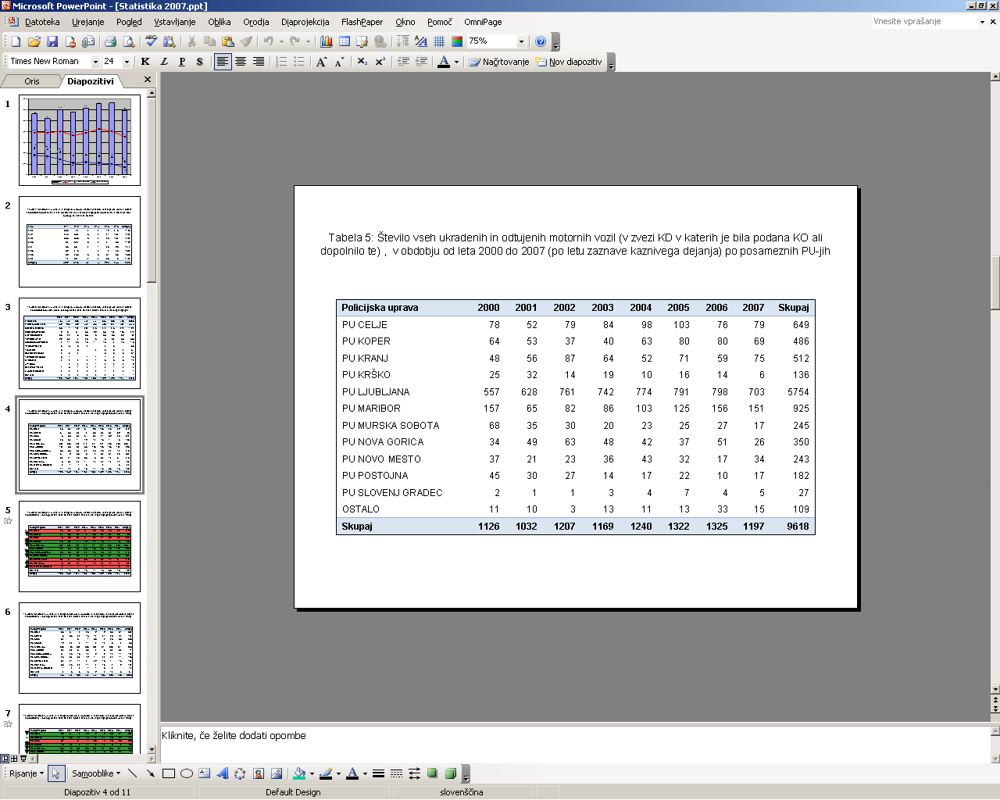 Microsoft PowerPoint - [Statistika 2007.ppt]
Datoteka Urejanje Pogled Vstavljanje Oblika Orodja Diaprojekcija FlashPaper Okno Pomoč OmniPage Vnesite vprašanje
75%
Times New Roman 24 K L P S Načrtovanje Nov diapozitiv
Oris Diapozitivi
1
2
3
4
5
6
7
Tabela 5: Število vseh ukradenih in odtujenih motornih vozil (v zvezi KD v katerih je bila podana KO ali
dopolnilo te) , v obdobju od leta 2000 do 2007 (po letu zaznave kaznivega dejanja) po posameznih PU-jih
Policijska uprava 2000 2001 2002 2003 2004 2005 2006 2007 Skupaj
PU CELJE 78 52 79 84 98 103 76 79 649
PU KOPER 64 53 37 40 63 80 80 69 486
PU KRANJ 48 56 87 64 52 71 59 75 512
PU KRŠKO 25 32 14 19 10 16 14 6 136
PU LJUBLJANA 557 628 761 742 774 791 798 703 5754
PU MARIBOR 157 65 82 86 103 125 156 151 925
PU MURSKA SOBOTA 68 35 30 20 23 25 27 17 245
PU NOVA GORICA 34 49 63 48 42 37 51 26 350
PU NOVO MESTO 37 21 23 36 43 32 17 34 243
PU POSTOJNA 45 30 27 14 17 22 10 17 182
PU SLOVENJ GRADEC 2 1 1 3 4 7 4 5 27
OSTALO 11 10 3 13 11 13 33 15 109
Skupaj 1126 1032 1207 1169 1240 1322 1325 1197 9618
Kliknite, če želite dodati opombe
Risanje Samooblike
Diapozitiv 4 od 11 Default Design slovenščina